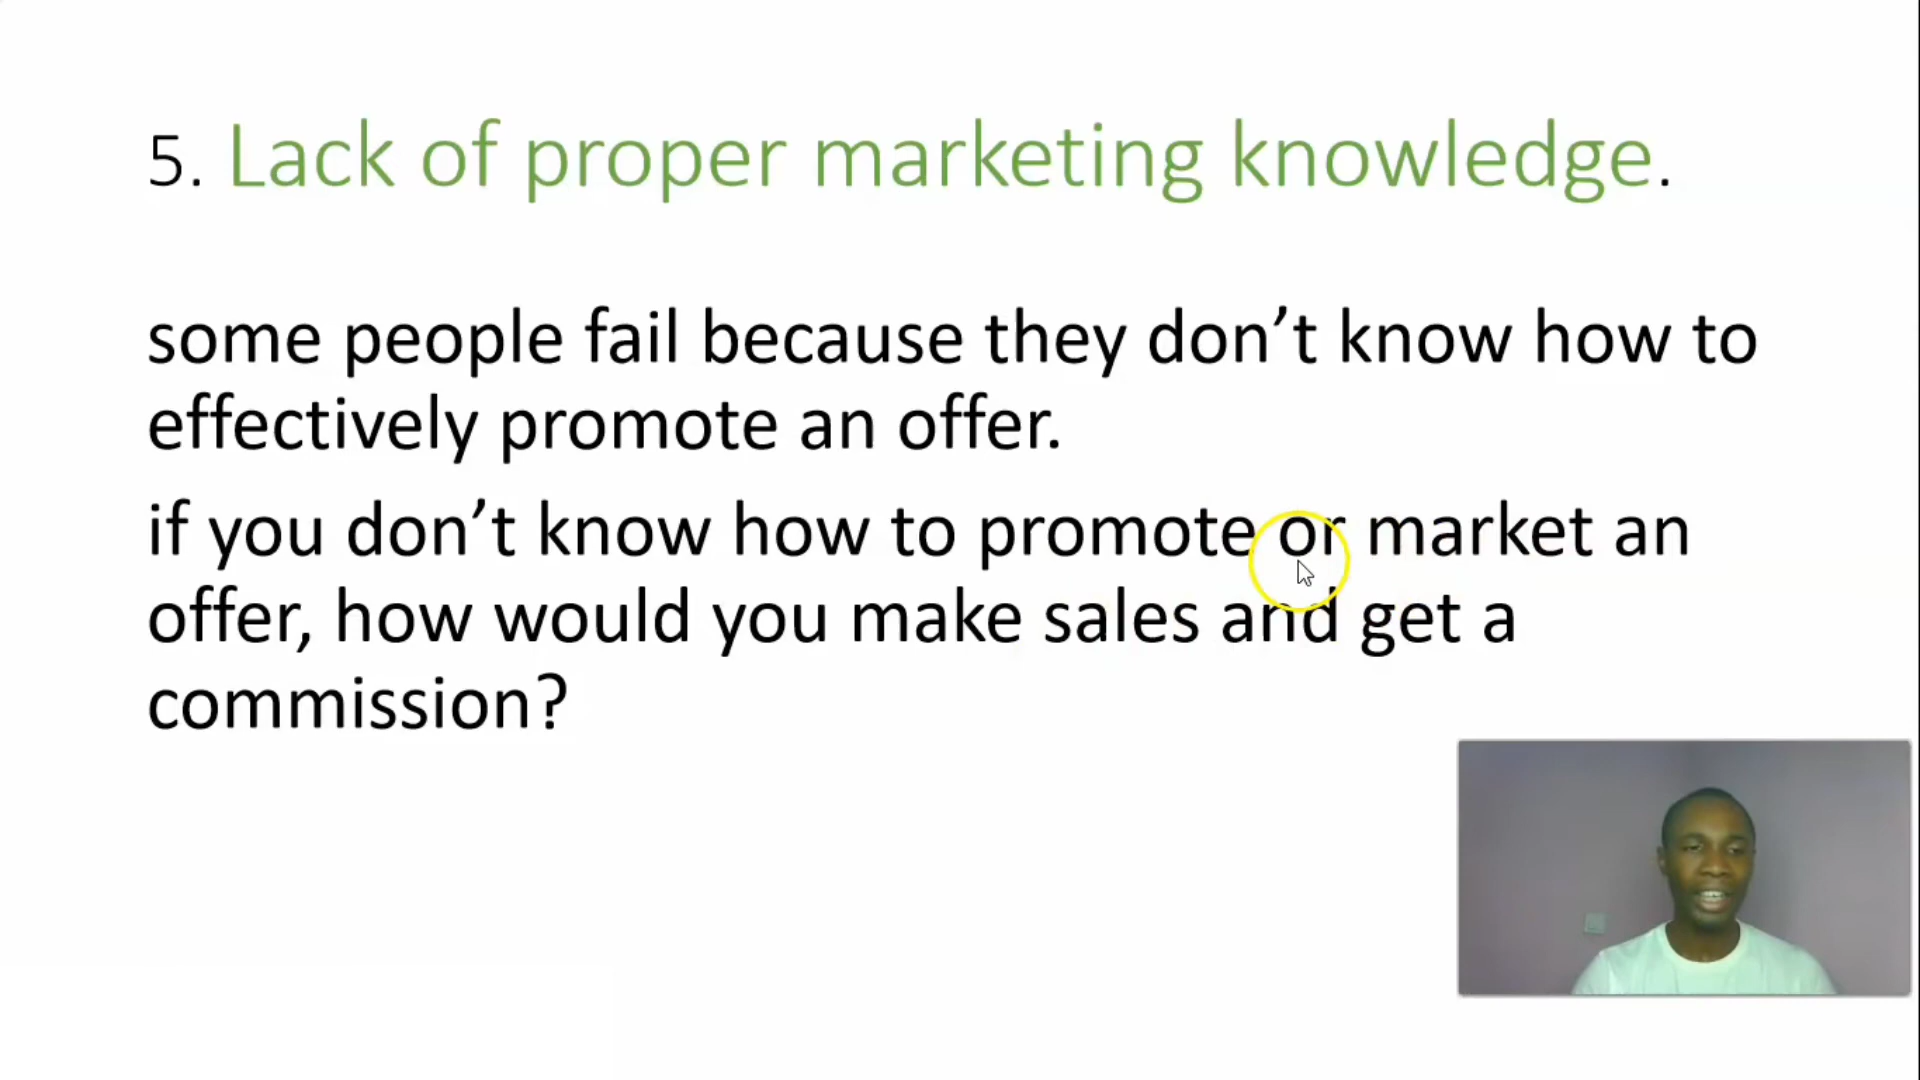 5. Lack of proper marketing knowledge.
some people fail because they don’t know how to
effectively promote an offer.
if you don’t know how to promote or market an
offer, how would you make sales and get a
commission?